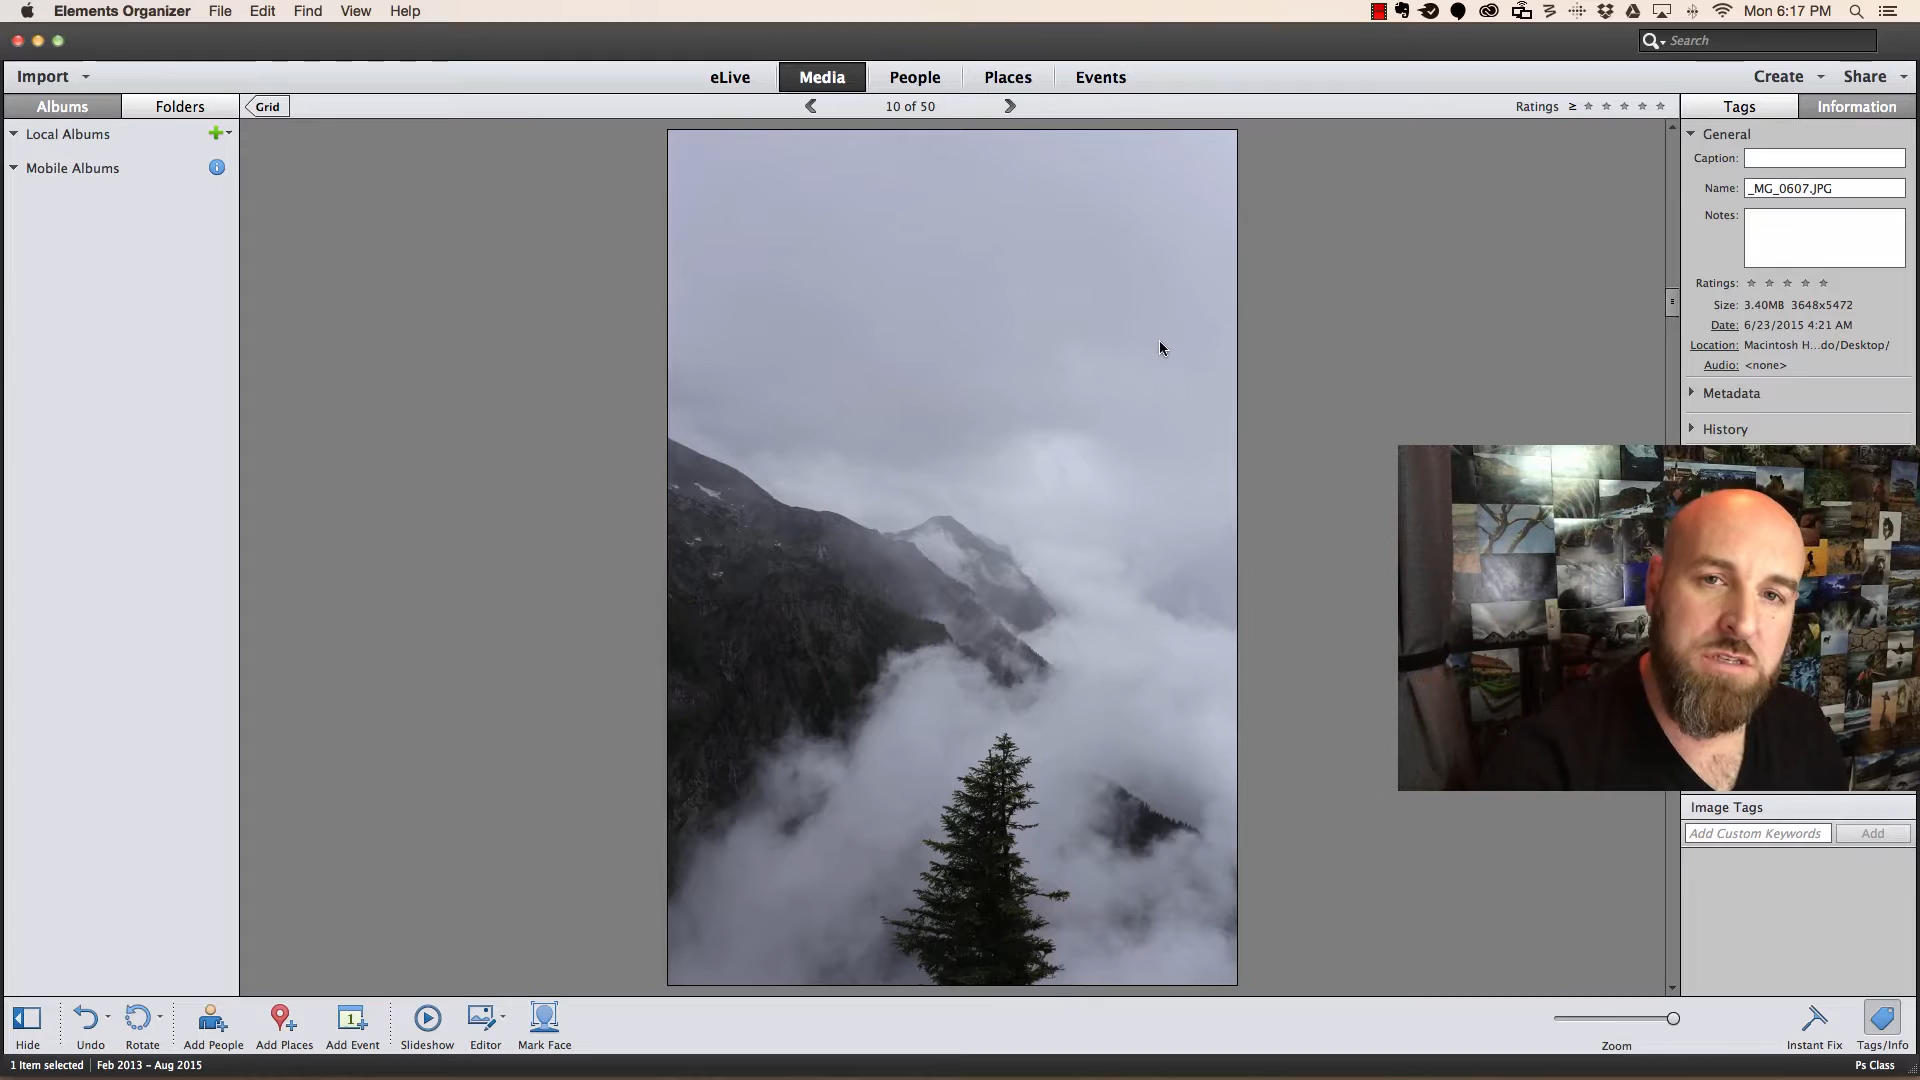 Elements Organizer File Edit Find View Help Mon 6:17 PM
Search
Import eLive Media People Places Events Create Share
Albums Folders Grid 10 of 50 Ratings ≥ Tags Information
Local Albums
Mobile Albums
General
Caption:
Name: _MG_0607.JPG
Notes:
Ratings:
Size: 3.40MB 3648x5472
Date: 6/23/2015 4:21 AM
Location: Macintosh H...do/Desktop/
Audio: <none>
Metadata
History
Image Tags
Add Custom Keywords Add
1
Hide Undo Rotate Add People Add Places Add Event Slideshow Editor Mark Face Zoom Instant Fix Tags/Info
1 Item selected Feb 2013 - Aug 2015 Ps Class